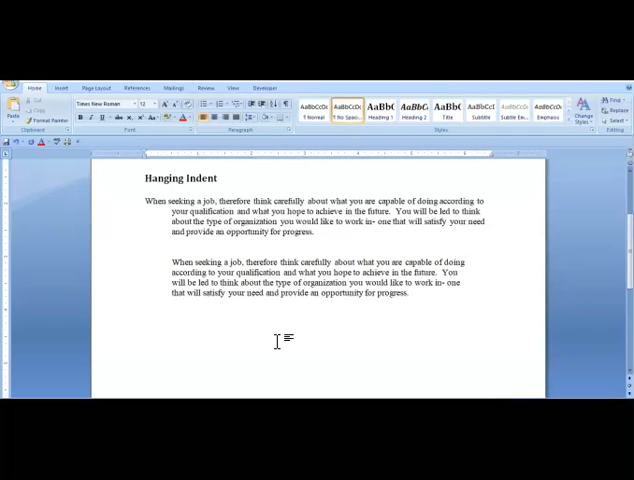 Home Insert Page Layout References Mailings Review View Developer
Cut
Copy
Paste
Format Painter
Times New Roman 12
AaBbCcDc AaBbCcDc AaBbC AaBbCc AaBbC AaBbCcI AaBbCcDc AaBbCcDc
¶ Normal ¶ No Spaci... Heading 1 Heading 2 Title Subtitle Subtle Em... Emphasis
Change Styles
Find
Replace
Select
Clipboard Font Paragraph Styles Editing
Hanging Indent
When seeking a job, therefore think carefully about what you are capable of doing according to
your qualification and what you hope to achieve in the future. You will be led to think
about the type of organization you would like to work in- one that will satisfy your need
and provide an opportunity for progress.
When seeking a job, therefore think carefully about what you are capable of doing
according to your qualification and what you hope to achieve in the future. You
will be led to think about the type of organization you would like to work in- one
that will satisfy your need and provide an opportunity for progress.